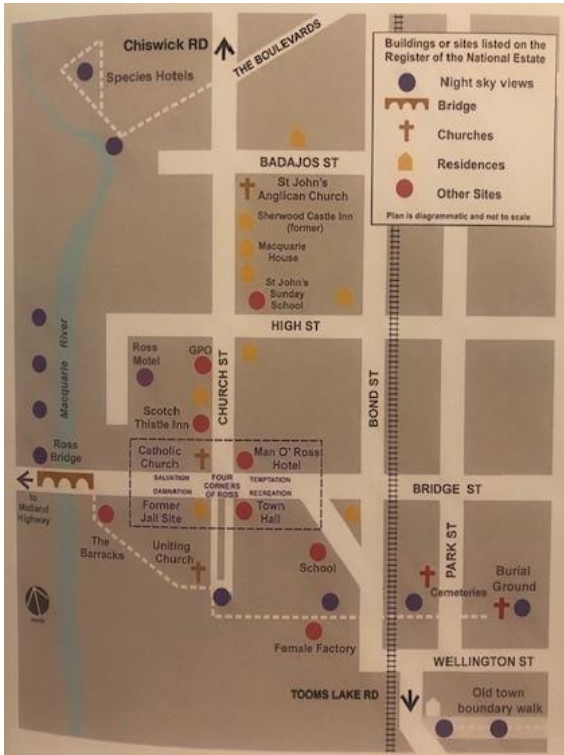 Chiswick RD
THE BOULEVARDS
Species Hotels
Buildings or sites listed on the
Register of the National Estate
Night sky views
Bridge
Churches
Residences
Other Sites
Plan is diagrammatic and not to scale
BADAJOS ST
St John's
Anglican Church
Sherwood Castle Inn
(former)
Macquarie
House
St John's
Sunday
School
HIGH ST
Macquarie River
Ross
Motel
GPO
CHURCH ST
BOND ST
Scotch
Thistle Inn
Ross
Bridge
Catholic
Church
Man O' Ross
Hotel
SALVATION
FOUR
CORNERS
OF ROSS
TEMPTATION
DAMNATION
RECREATION
BRIDGE ST
to
Midland
Highway
Former
Jail Site
Town
Hall
The
Barracks
Uniting
Church
School
PARK ST
Cemeteries
Burial
Ground
Female Factory
WELLINGTON ST
TOOMS LAKE RD
Old town
boundary walk